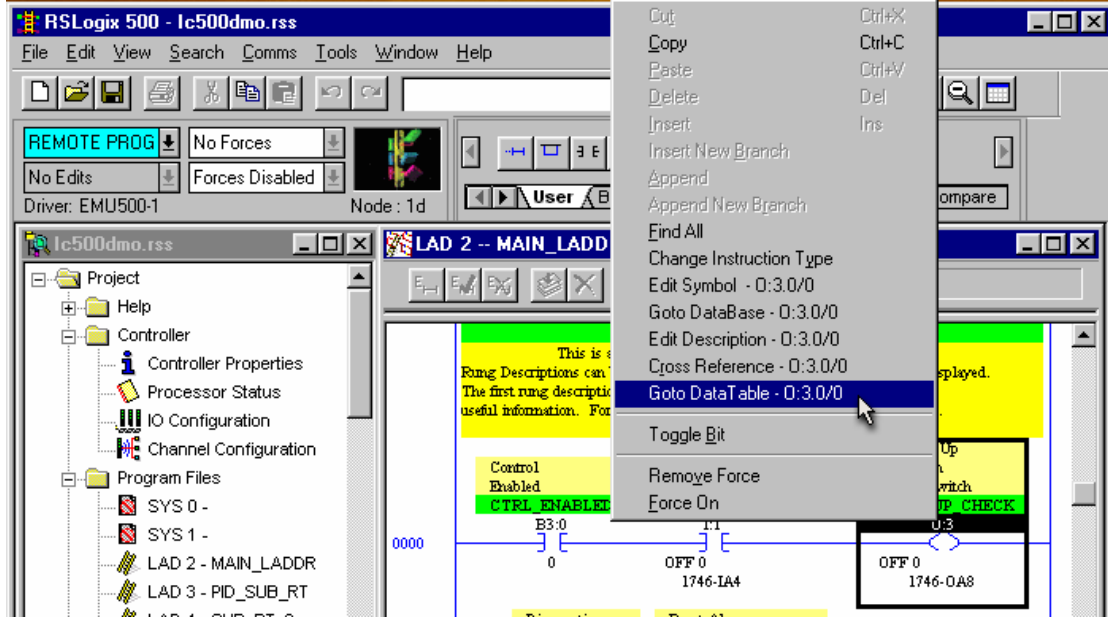 RSLogix 500 - lc500dmo.rss
File Edit View Search Comms Tools Window Help
REMOTE PROG No Forces
No Edits Forces Disabled
Driver: EMU500-1 Node : 1d
User
ompare
Cut Ctrl+X
Copy Ctrl+C
Paste Ctrl+V
Delete Del
Insert Ins
Insert New Branch
Append
Append New Branch
Find All
Change Instruction Type
Edit Symbol - O:3.0/0
Goto DataBase - O:3.0/0
Edit Description - O:3.0/0
Cross Reference - O:3.0/0
Goto DataTable - O:3.0/0
Toggle Bit
Remove Force
Force On
lc500dmo.rss
Project
Help
Controller
Controller Properties
Processor Status
IO Configuration
Channel Configuration
Program Files
SYS 0 -
SYS 1 -
LAD 2 - MAIN_LADDR
LAD 3 - PID_SUB_RT
LAD 2 -- MAIN_LADD
This is
Rung Descriptions can splayed.
The first rung descriptio
useful information. For
Control Up
Enabled witch
CTRL_ENABLED UP_CHECK
B3:0 I:1 O:3
0000
0 OFF 0 OFF 0
1746-IA4 1746-OA8